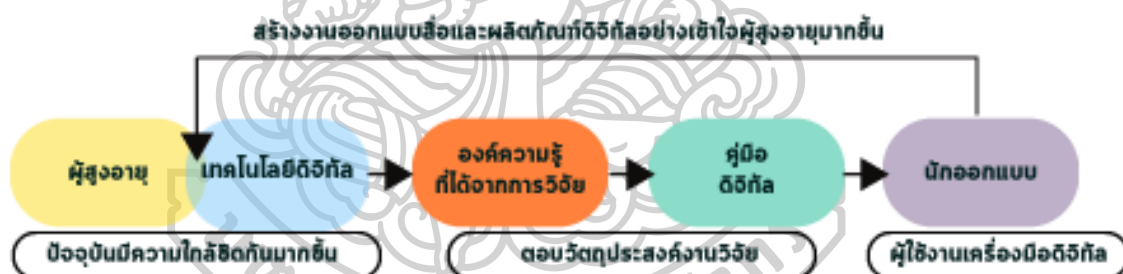 สร้างงานออกแบบสื่อและผลิตภัณฑ์ดิจิทัลอย่างเข้าใจผู้สูงอายุมากขึ้น
ผู้สูงอายุ
เทคโนโลยีดิจิทัล
องค์ความรู้
ที่ได้จากการวิจัย
คู่มือ
ดิจิทัล
นักออกแบบ
ปัจจุบันมีความใกล้ชิดกันมากขึ้น
ตอบวัตถุประสงค์งานวิจัย
ผู้ใช้งานเครื่องมือดิจิทัล